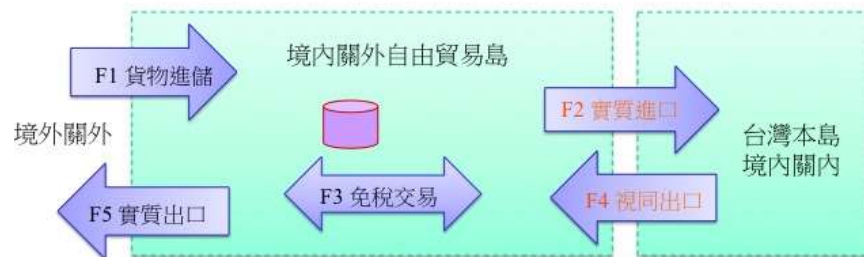 F1 貨物進儲
境內關外自由貿易島
F2 實質進口
境外關外
台灣本島
境內關內
F3 免稅交易
F4 視同出口
F5 實質出口